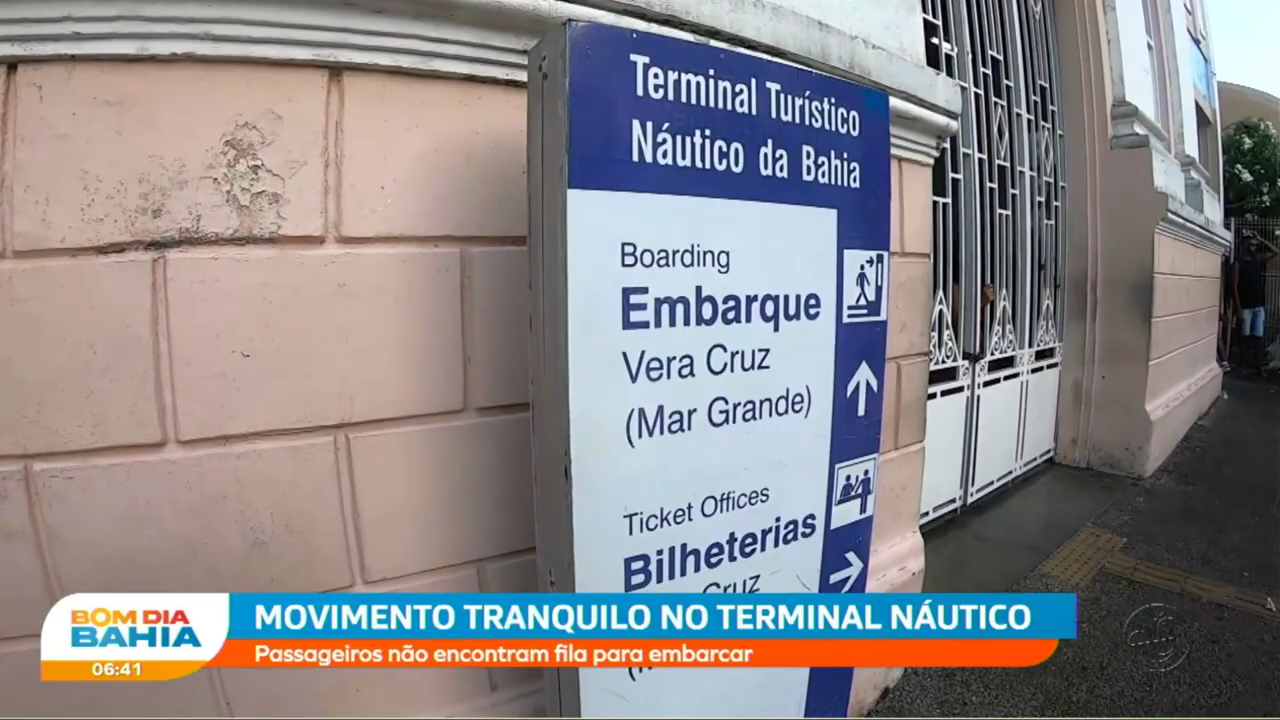 Terminal Turístico
Náutico da Bahia
Boarding
Embarque
Vera Cruz
(Mar Grande)
Ticket Offices
Bilheterias
Cruz
BOM DIA
BAHIA
06:41
MOVIMENTO TRANQUILO NO TERMINAL NÁUTICO
Passageiros não encontram fila para embarcar